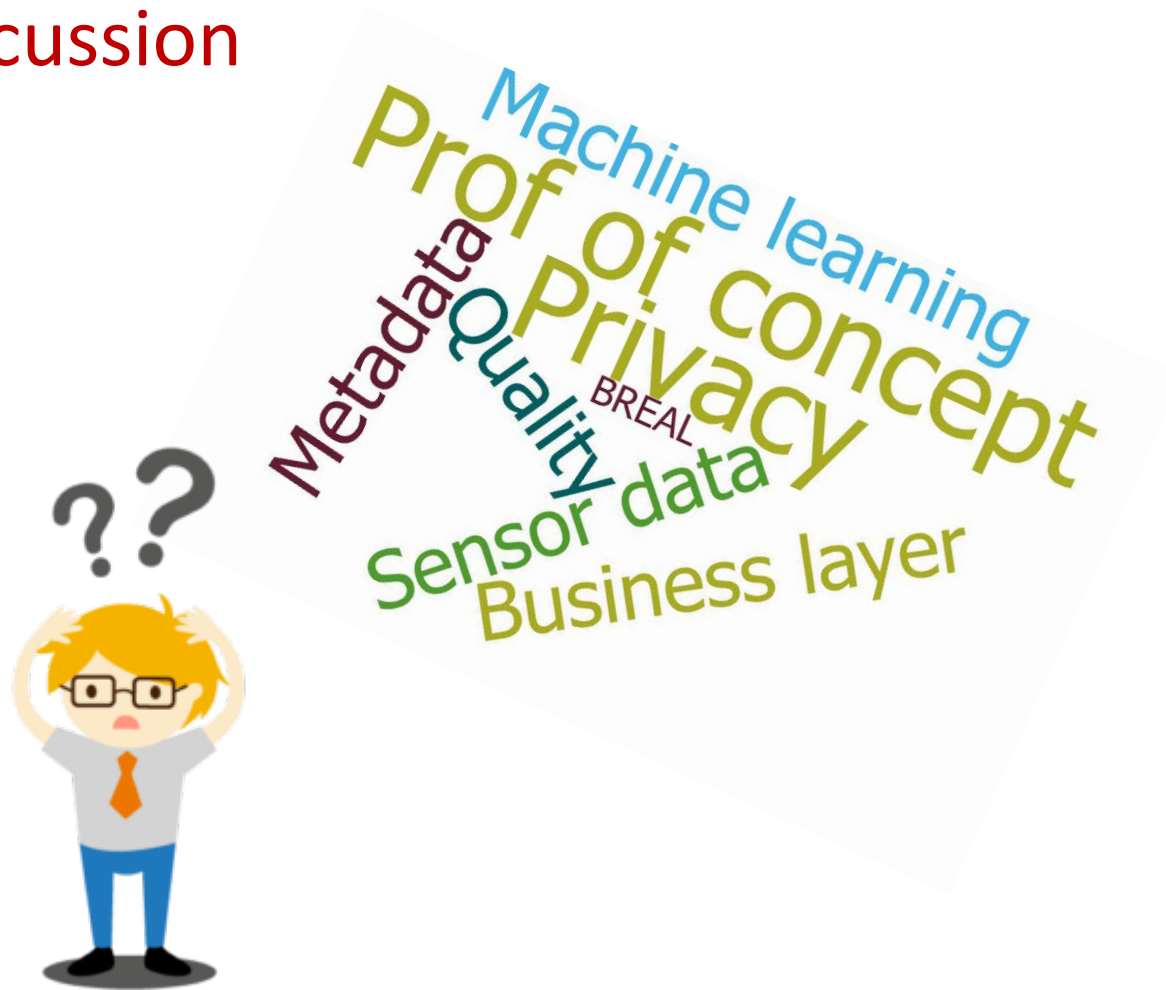 cussion
Machine learning
Prof of concept
Privacy
Metadata
Quality
BREAL
Sensor data
Business layer
??